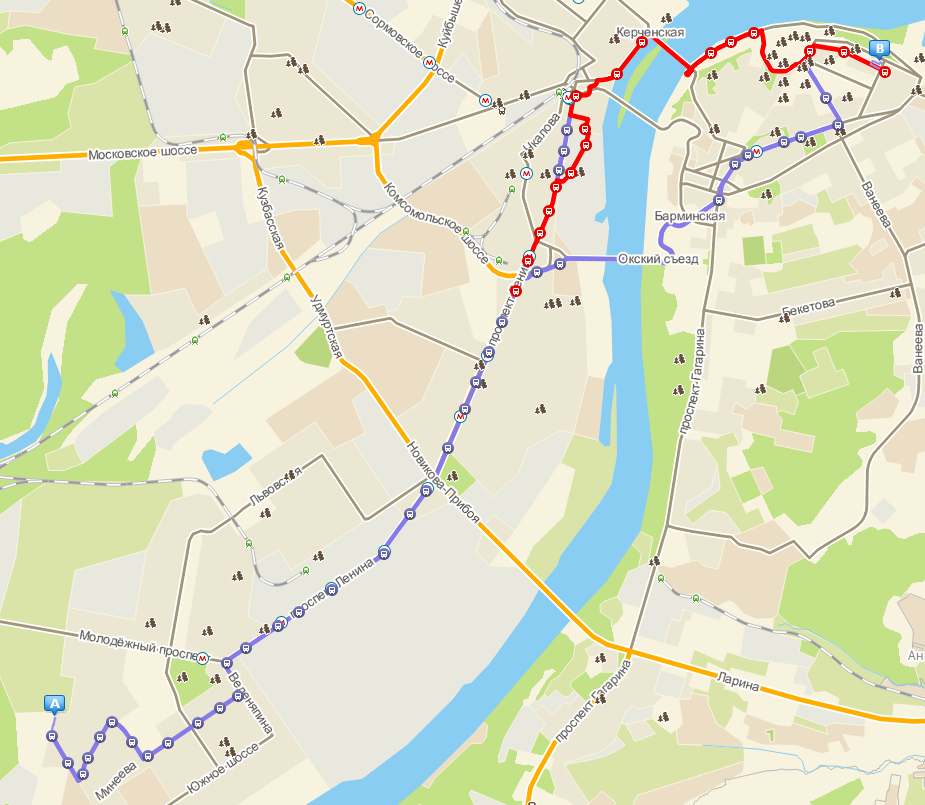 Сормовское шоссе
Куйбыше
Керченская
B
Московское шоссе
Чкалова
Кузбасская
Комсомольское шоссе
Барминская
Ванеева
Окский съезд
Удмуртская
Бекетова
проспект Гагарина
Ванеева
Новикова-Прибоя
Львовская
Ленина
Молодёжный проспе
Веденяпина
Ан
Ларина
проспект Гагарина
A
Минеева
Южное шоссе